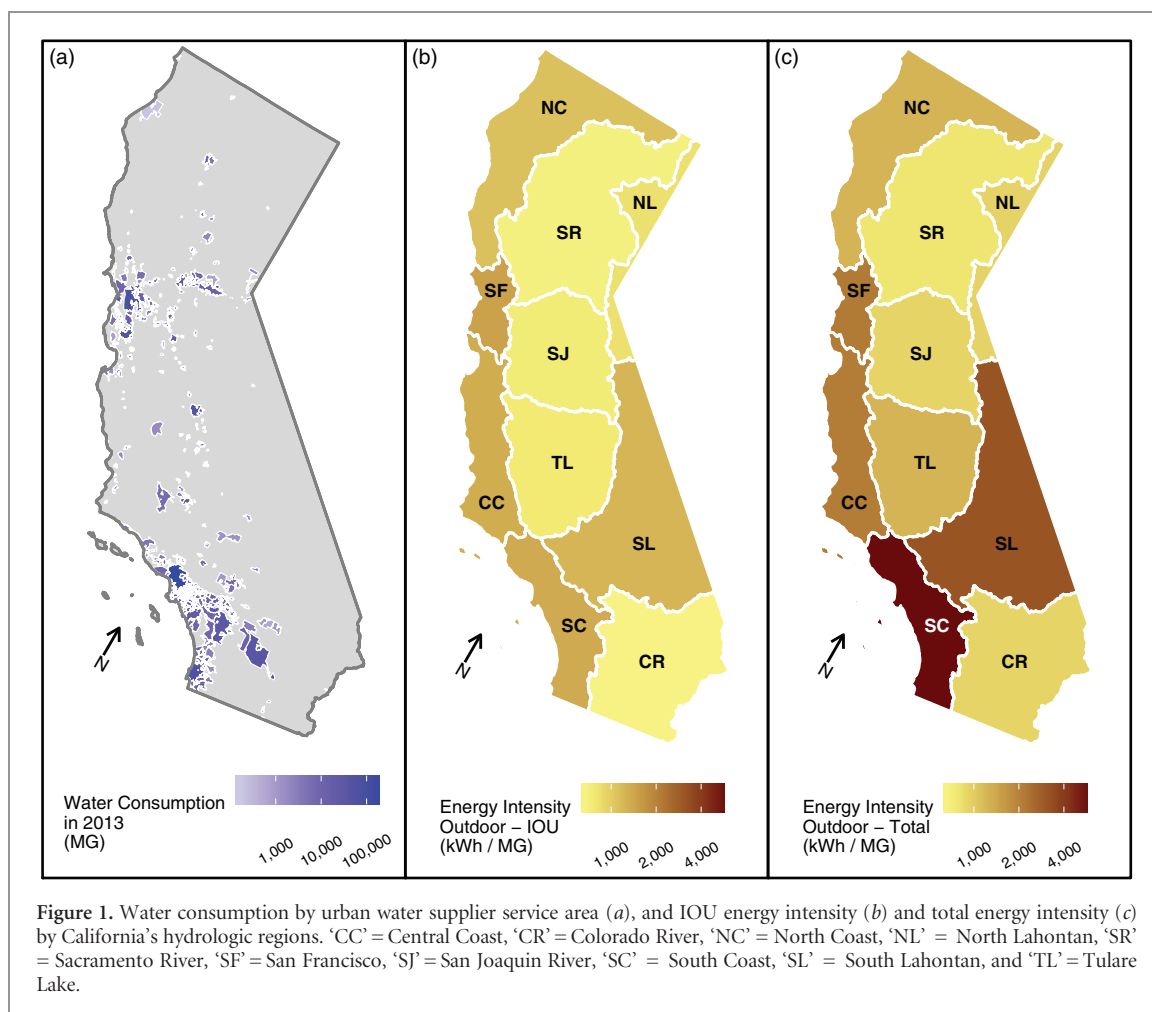 (a)
N
Water Consumption
in 2013
(MG)
1,000
10,000
100,000
(b)
NC
NL
SR
SF
SJ
TL
CC
SL
SC
CR
N
Energy Intensity
Outdoor – IOU
(kWh / MG)
1,000
2,000
4,000
(c)
NC
NL
SR
SF
SJ
TL
CC
SL
SC
CR
N
Energy Intensity
Outdoor – Total
(kWh / MG)
1,000
2,000
4,000
Figure 1. Water consumption by urban water supplier service area (a), and IOU energy intensity (b) and total energy intensity (c)
by California's hydrologic regions. 'CC' = Central Coast, 'CR' = Colorado River, 'NC' = North Coast, 'NL' = North Lahontan, 'SR'
= Sacramento River, 'SF' = San Francisco, 'SJ' = San Joaquin River, 'SC' = South Coast, 'SL' = South Lahontan, and 'TL' = Tulare
Lake.